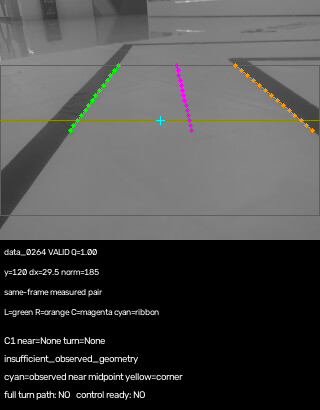 data_0264 VALID Q=1.00
y=120 dx=29.5 norm=185
same-frame measured pair
L=green R=orange C=magenta cyan=ribbon
C1 near=None turn=None
insufficient_observed_geometry
cyan=observed near midpoint yellow=corner
full turn path: NO control ready: NO